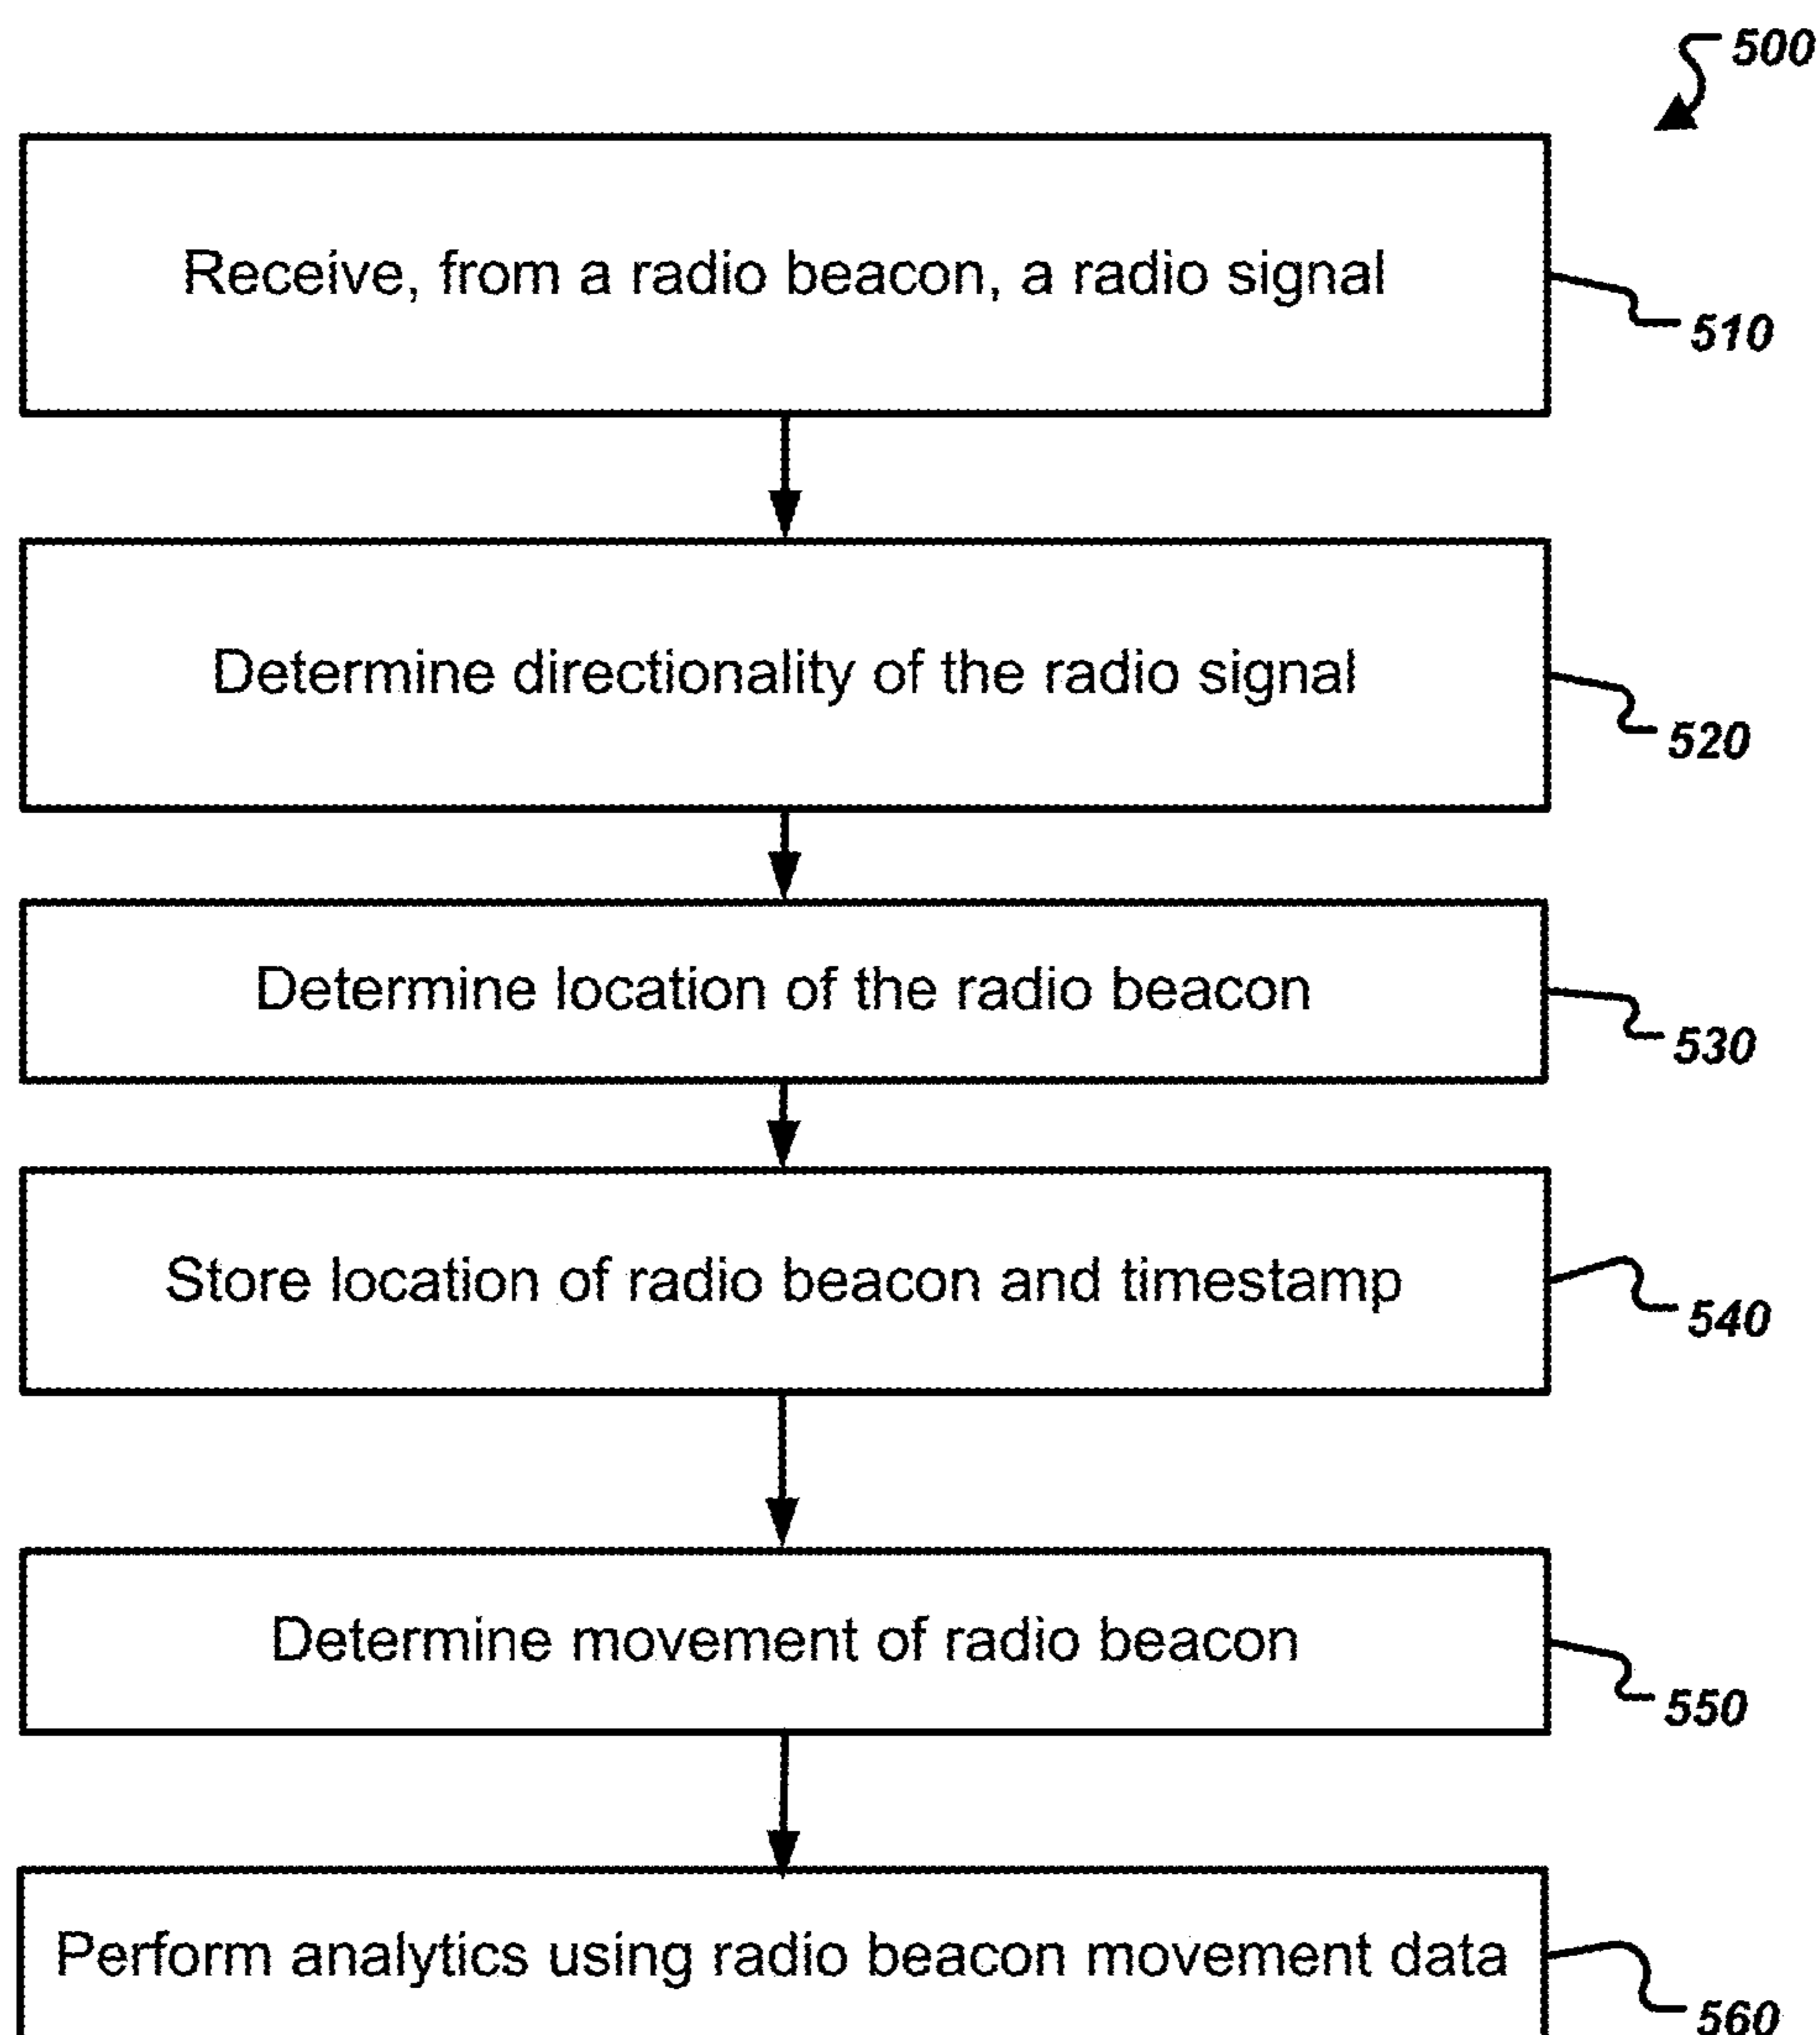 500
Receive, from a radio beacon, a radio signal
510
Determine directionality of the radio signal
520
Determine location of the radio beacon
530
Store location of radio beacon and timestamp
540
Determine movement of radio beacon
550
Perform analytics using radio beacon movement data
560